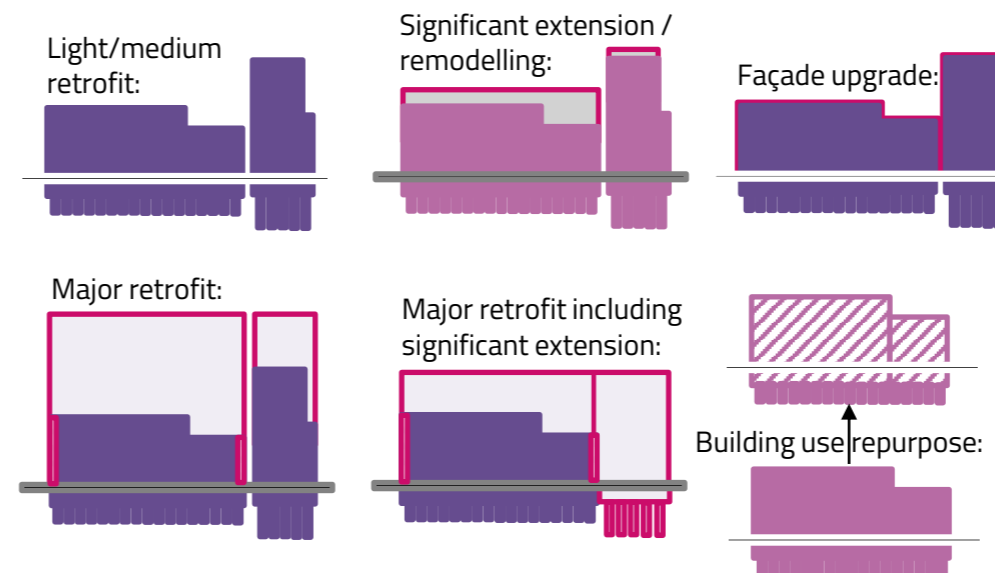 Light/medium
retrofit:
Significant extension /
remodelling:
Façade upgrade:
Major retrofit:
Major retrofit including
significant extension:
Building use repurpose: